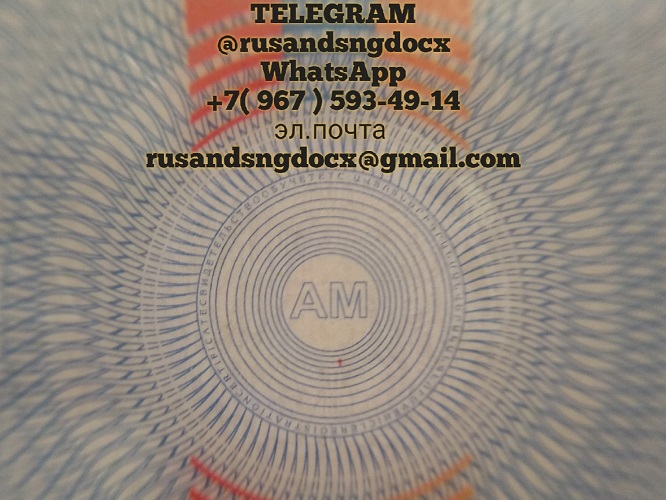 TELEGRAM
@rusandsngdocx
WhatsApp
+7( 967 ) 593-49-14
эл.почта
rusandsngdocx@gmail.com
AM